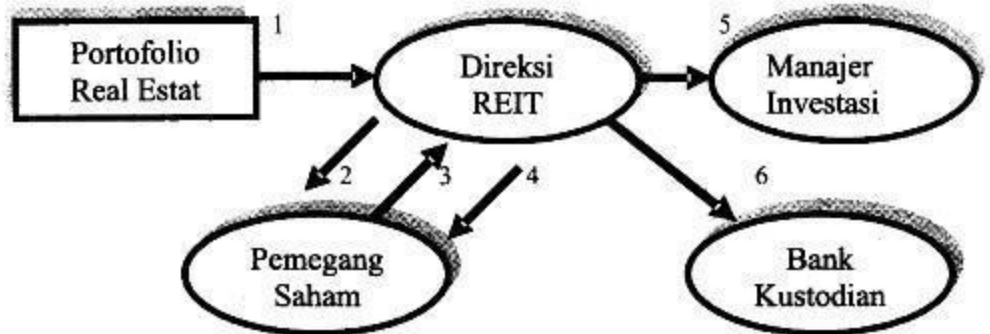 1
Portofolio
Real Estat
Direksi
REIT
5
Manajer
Investasi
2
3
4
6
Pemegang
Saham
Bank
Kustodian